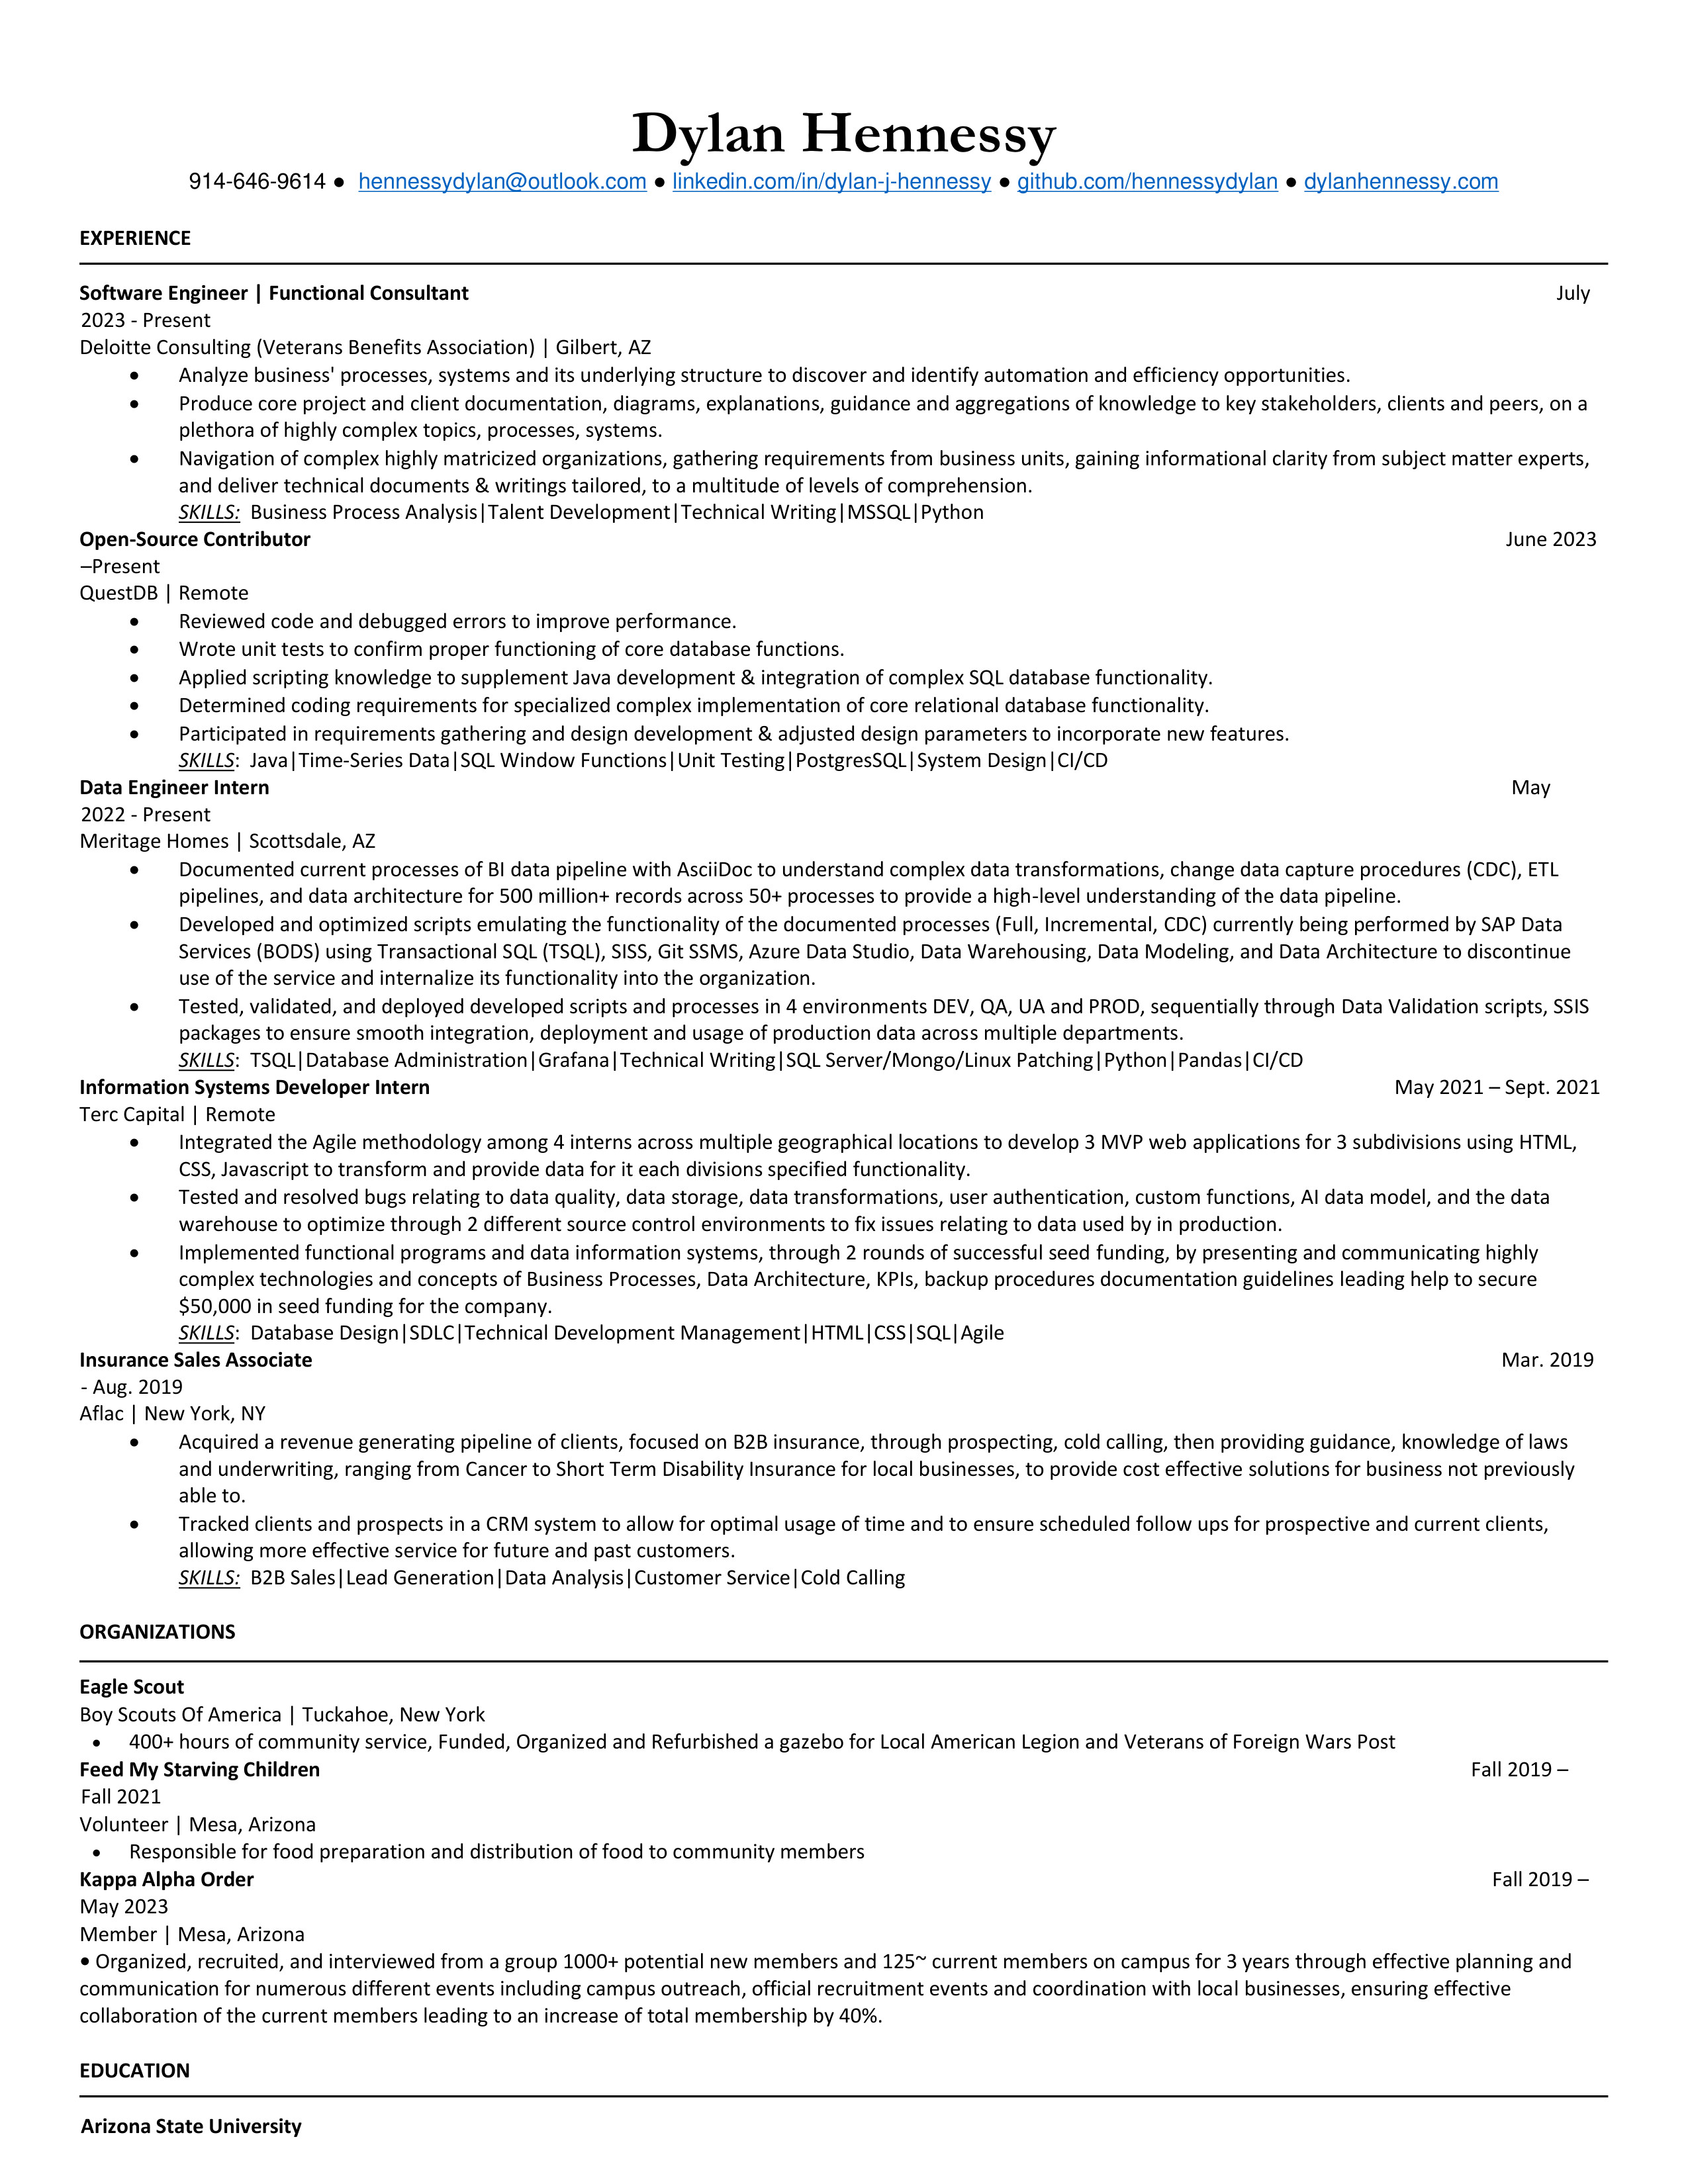 Dylan Hennessy
914-646-9614 ● hennessydylan@outlook.com ● linkedin.com/in/dylan-j-hennessy ● github.com/hennessydylan ● dylanhennessy.com
EXPERIENCE
Software Engineer | Functional Consultant July
2023 - Present
Deloitte Consulting (Veterans Benefits Association) | Gilbert, AZ
• Analyze business' processes, systems and its underlying structure to discover and identify automation and efficiency opportunities.
• Produce core project and client documentation, diagrams, explanations, guidance and aggregations of knowledge to key stakeholders, clients and peers, on a
plethora of highly complex topics, processes, systems.
• Navigation of complex highly matricized organizations, gathering requirements from business units, gaining informational clarity from subject matter experts,
and deliver technical documents & writings tailored, to a multitude of levels of comprehension.
SKILLS: Business Process Analysis|Talent Development|Technical Writing|MSSQL|Python
Open-Source Contributor June 2023
–Present
QuestDB | Remote
• Reviewed code and debugged errors to improve performance.
• Wrote unit tests to confirm proper functioning of core database functions.
• Applied scripting knowledge to supplement Java development & integration of complex SQL database functionality.
• Determined coding requirements for specialized complex implementation of core relational database functionality.
• Participated in requirements gathering and design development & adjusted design parameters to incorporate new features.
SKILLS: Java|Time-Series Data|SQL Window Functions|Unit Testing|PostgresSQL|System Design|CI/CD
Data Engineer Intern May
2022 - Present
Meritage Homes | Scottsdale, AZ
• Documented current processes of BI data pipeline with AsciiDoc to understand complex data transformations, change data capture procedures (CDC), ETL
pipelines, and data architecture for 500 million+ records across 50+ processes to provide a high-level understanding of the data pipeline.
• Developed and optimized scripts emulating the functionality of the documented processes (Full, Incremental, CDC) currently being performed by SAP Data
Services (BODS) using Transactional SQL (TSQL), SISS, Git SSMS, Azure Data Studio, Data Warehousing, Data Modeling, and Data Architecture to discontinue
use of the service and internalize its functionality into the organization.
• Tested, validated, and deployed developed scripts and processes in 4 environments DEV, QA, UA and PROD, sequentially through Data Validation scripts, SSIS
packages to ensure smooth integration, deployment and usage of production data across multiple departments.
SKILLS: TSQL|Database Administration|Grafana|Technical Writing|SQL Server/Mongo/Linux Patching|Python|Pandas|CI/CD
Information Systems Developer Intern May 2021 – Sept. 2021
Terc Capital | Remote
• Integrated the Agile methodology among 4 interns across multiple geographical locations to develop 3 MVP web applications for 3 subdivisions using HTML,
CSS, Javascript to transform and provide data for it each divisions specified functionality.
• Tested and resolved bugs relating to data quality, data storage, data transformations, user authentication, custom functions, AI data model, and the data
warehouse to optimize through 2 different source control environments to fix issues relating to data used by in production.
• Implemented functional programs and data information systems, through 2 rounds of successful seed funding, by presenting and communicating highly
complex technologies and concepts of Business Processes, Data Architecture, KPIs, backup procedures documentation guidelines leading help to secure
$50,000 in seed funding for the company.
SKILLS: Database Design|SDLC|Technical Development Management|HTML|CSS|SQL|Agile
Insurance Sales Associate Mar. 2019
- Aug. 2019
Aflac | New York, NY
• Acquired a revenue generating pipeline of clients, focused on B2B insurance, through prospecting, cold calling, then providing guidance, knowledge of laws
and underwriting, ranging from Cancer to Short Term Disability Insurance for local businesses, to provide cost effective solutions for business not previously
able to.
• Tracked clients and prospects in a CRM system to allow for optimal usage of time and to ensure scheduled follow ups for prospective and current clients,
allowing more effective service for future and past customers.
SKILLS: B2B Sales|Lead Generation|Data Analysis|Customer Service|Cold Calling
ORGANIZATIONS
Eagle Scout
Boy Scouts Of America | Tuckahoe, New York
• 400+ hours of community service, Funded, Organized and Refurbished a gazebo for Local American Legion and Veterans of Foreign Wars Post
Feed My Starving Children Fall 2019 –
Fall 2021
Volunteer | Mesa, Arizona
• Responsible for food preparation and distribution of food to community members
Kappa Alpha Order Fall 2019 –
May 2023
Member | Mesa, Arizona
• Organized, recruited, and interviewed from a group 1000+ potential new members and 125~ current members on campus for 3 years through effective planning and
communication for numerous different events including campus outreach, official recruitment events and coordination with local businesses, ensuring effective
collaboration of the current members leading to an increase of total membership by 40%.
EDUCATION
Arizona State University